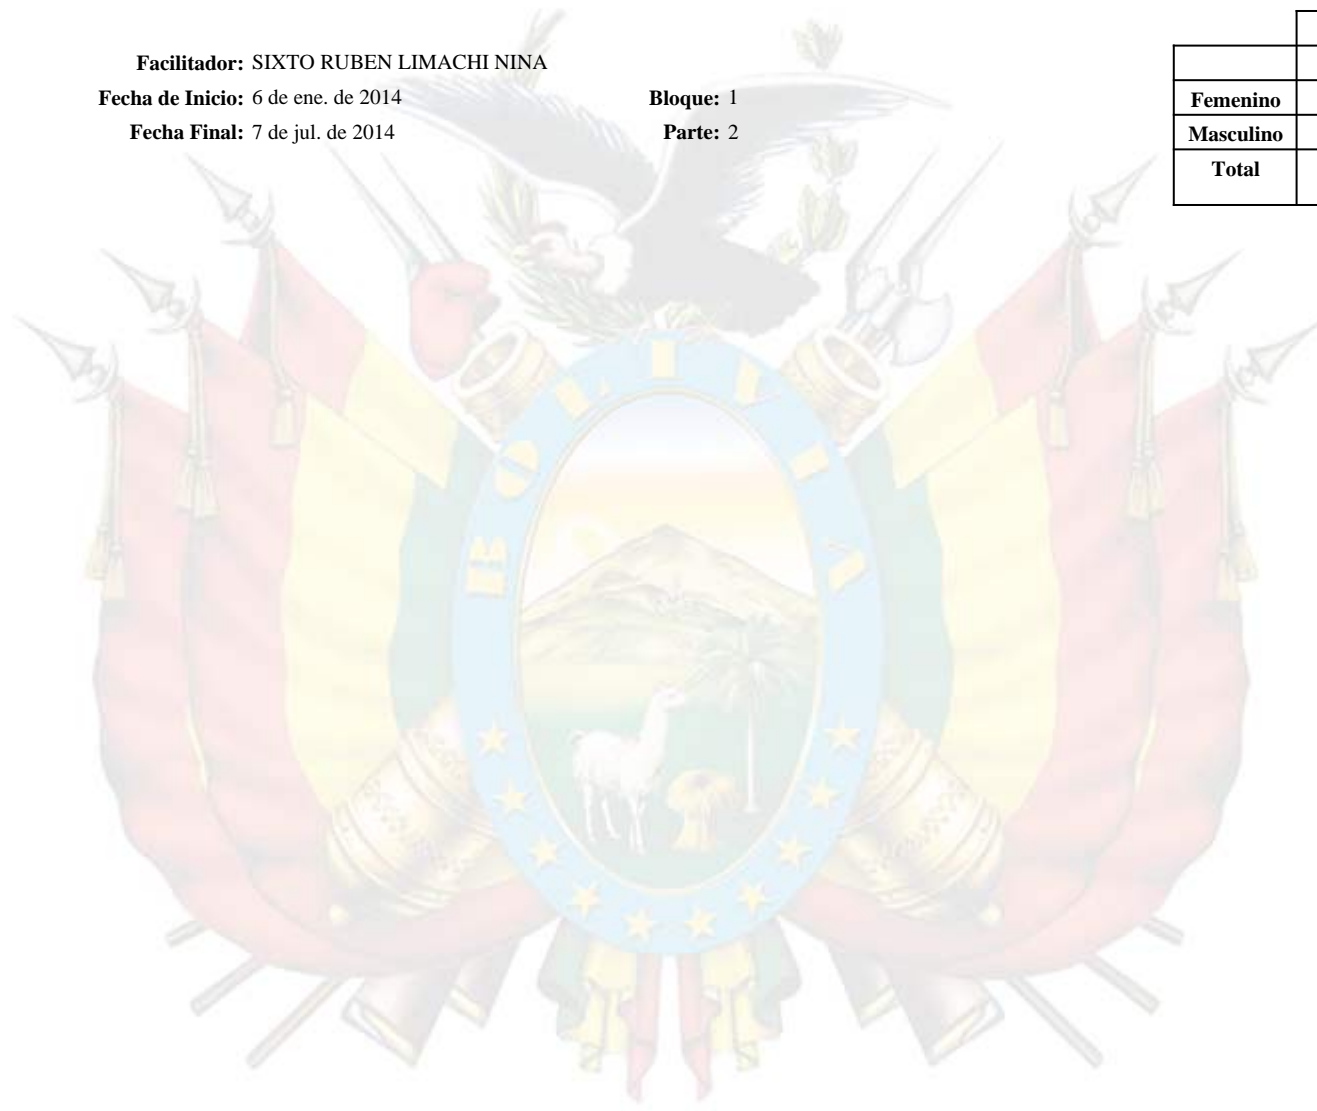 Facilitador: SIXTO RUBEN LIMACHI NINA
Fecha de Inicio: 6 de ene. de 2014 Bloque: 1
Fecha Final: 7 de jul. de 2014 Parte: 2
Femenino
Masculino
Total
BOLIVIA